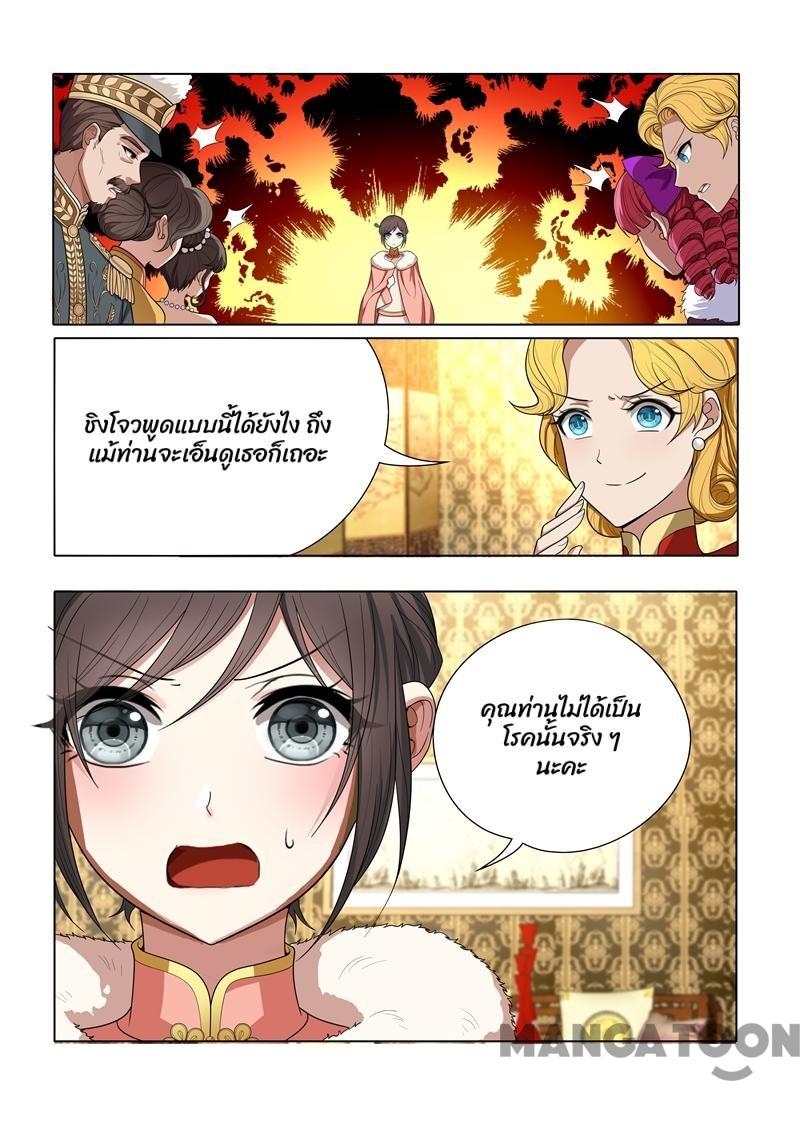 ชิงโจวพูดแบบนี้ได้ยังไง ถึง
แม้ท่านจะเอ็นดูเธอก็เถอะ
คุณท่านไม่ได้เป็น
โรคนั้นจริง ๆ
นะคะ
MANGATOON